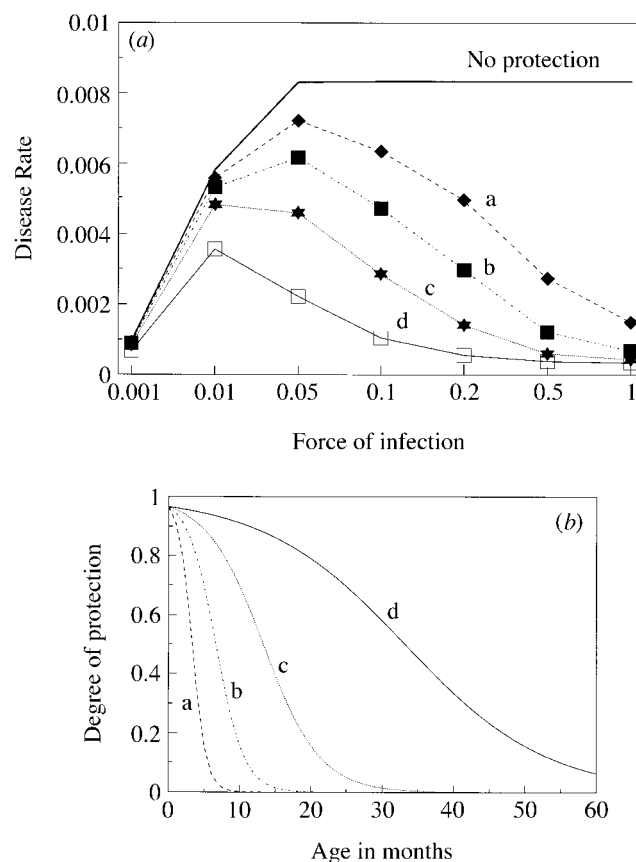 (a)
No protection
0.01
0.008
0.006
0.004
0.002
0
Disease Rate
a
b
c
d
0.001 0.01 0.05 0.1 0.2 0.5 1
Force of infection
(b)
1
0.8
0.6
0.4
0.2
0
Degree of protection
a
b
c
d
0 10 20 30 40 50 60
Age in months